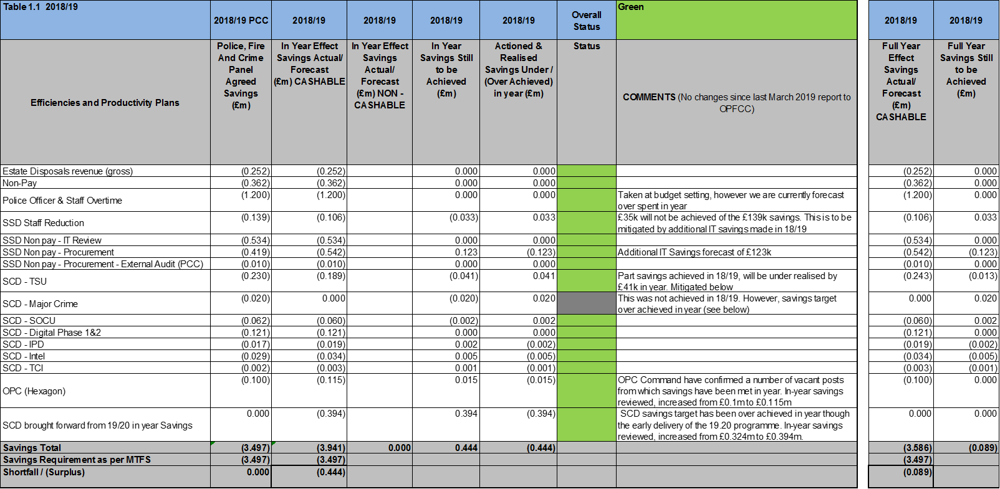 Table 1.1 2018/19
2018/19 PCC 2018/19 2018/19 2018/19 2018/19 Overall Status Green 2018/19 2018/19
Efficiencies and Productivity Plans
Police, Fire And Crime Panel Agreed Savings (£m)
In Year Effect Savings Actual/ Forecast (£m) CASHABLE
In Year Effect Savings Actual/ Forecast (£m) NON - CASHABLE
In Year Savings Still to be Achieved (£m)
Actioned & Realised Savings Under / (Over Achieved) in year (£m)
Status
COMMENTS (No changes since last March 2019 report to OPFCC)
Full Year Effect Savings Actual/ Forecast (£m) CASHABLE
Full Year Savings Still to be Achieved (£m)
Estate Disposals revenue (gross) (0.252) (0.252) 0.000 0.000 (0.252) 0.000
Non-Pay (0.362) (0.362) 0.000 0.000 (0.362) 0.000
Police Officer & Staff Overtime (1.200) (1.200) 0.000 0.000 Taken at budget setting, however we are currently forecast over spent in year (1.200) 0.000
SSD Staff Reduction (0.139) (0.106) (0.033) 0.033 £35k will not be achieved of the £139k savings. This is to be mitigated by additional IT savings made in 18/19 (0.106) 0.033
SSD Non pay - IT Review (0.534) (0.534) 0.000 0.000 (0.534) 0.000
SSD Non pay - Procurement (0.419) (0.542) 0.123 (0.123) Additional IT Savings forecast of £123k (0.542) (0.123)
SSD Non pay - Procurement - External Audit (PCC) (0.010) (0.010) 0.000 0.000 (0.010) 0.000
SCD - TSU (0.230) (0.189) (0.041) 0.041 Part savings achieved in 18/19, will be under realised by £41k in year. Mitigated below (0.243) (0.013)
SCD - Major Crime (0.020) 0.000 (0.020) 0.020 This was not achieved in 18/19. However, savings target over achieved in year (see below) 0.000 0.020
SCD - SOCU (0.062) (0.060) (0.002) 0.002 (0.060) 0.002
SCD - Digital Phase 1&2 (0.121) (0.121) 0.000 0.000 (0.121) 0.000
SCD - IPD (0.017) (0.019) 0.002 (0.002) (0.019) (0.002)
SCD - Intel (0.029) (0.034) 0.005 (0.005) (0.034) (0.005)
SCD - TCI (0.002) (0.003) 0.001 (0.001) (0.003) (0.001)
OPC (Hexagon) (0.100) (0.115) 0.015 (0.015) OPC Command have confirmed a number of vacant posts from which savings have been met in year. In-year savings reviewed, increased from £0.1m to £0.115m (0.100) 0.000
SCD brought forward from 19/20 in year Savings 0.000 (0.394) 0.394 (0.394) SCD savings target has been over achieved in year though the early delivery of the 19.20 programme. In-year savings reviewed, increased from £0.324m to £0.394m. 0.000 0.000
Savings Total (3.497) (3.941) 0.000 0.444 (0.444) (3.586) (0.089)
Savings Requirement as per MTFS (3.497) (3.497) (3.497)
Shortfall / (Surplus) 0.000 (0.444) (0.089)